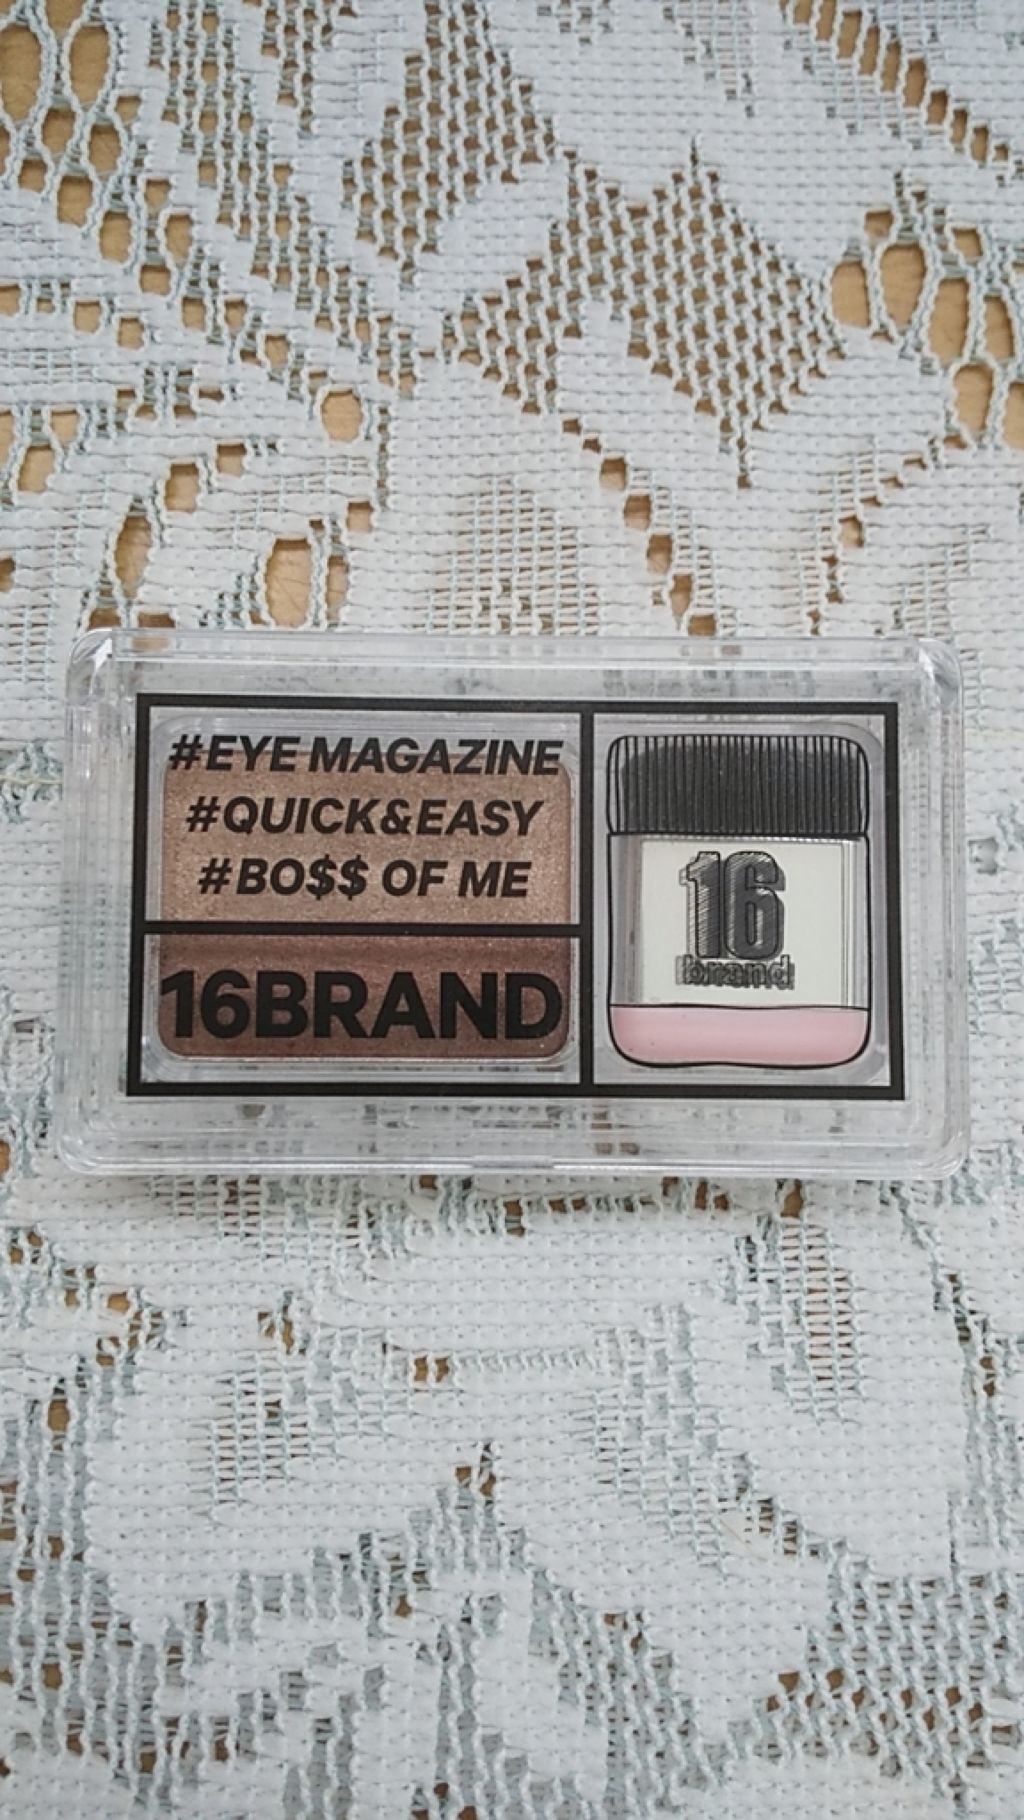 #EYE MAGAZINE
#QUICK&EASY
#BO$$ OF ME
16BRAND
16
brand